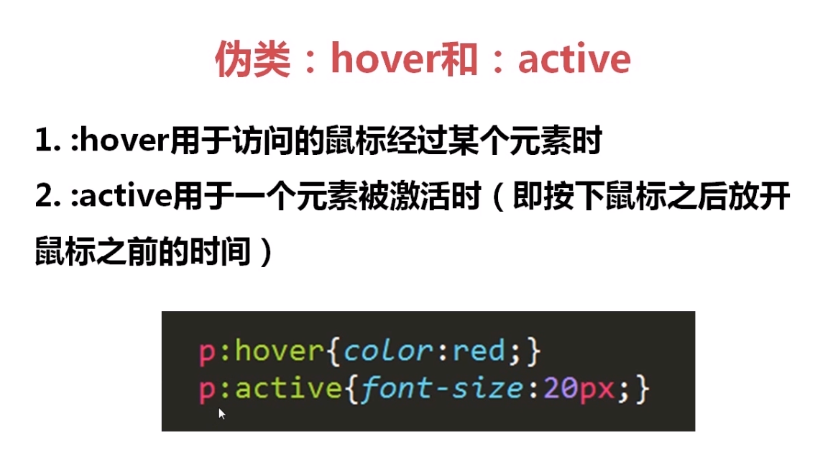 伪类：hover和：active
1. :hover用于访问的鼠标经过某个元素时
2. :active用于一个元素被激活时（即按下鼠标之后放开
鼠标之前的时间）
p:hover{color:red;}
p:active{font-size:20px;}